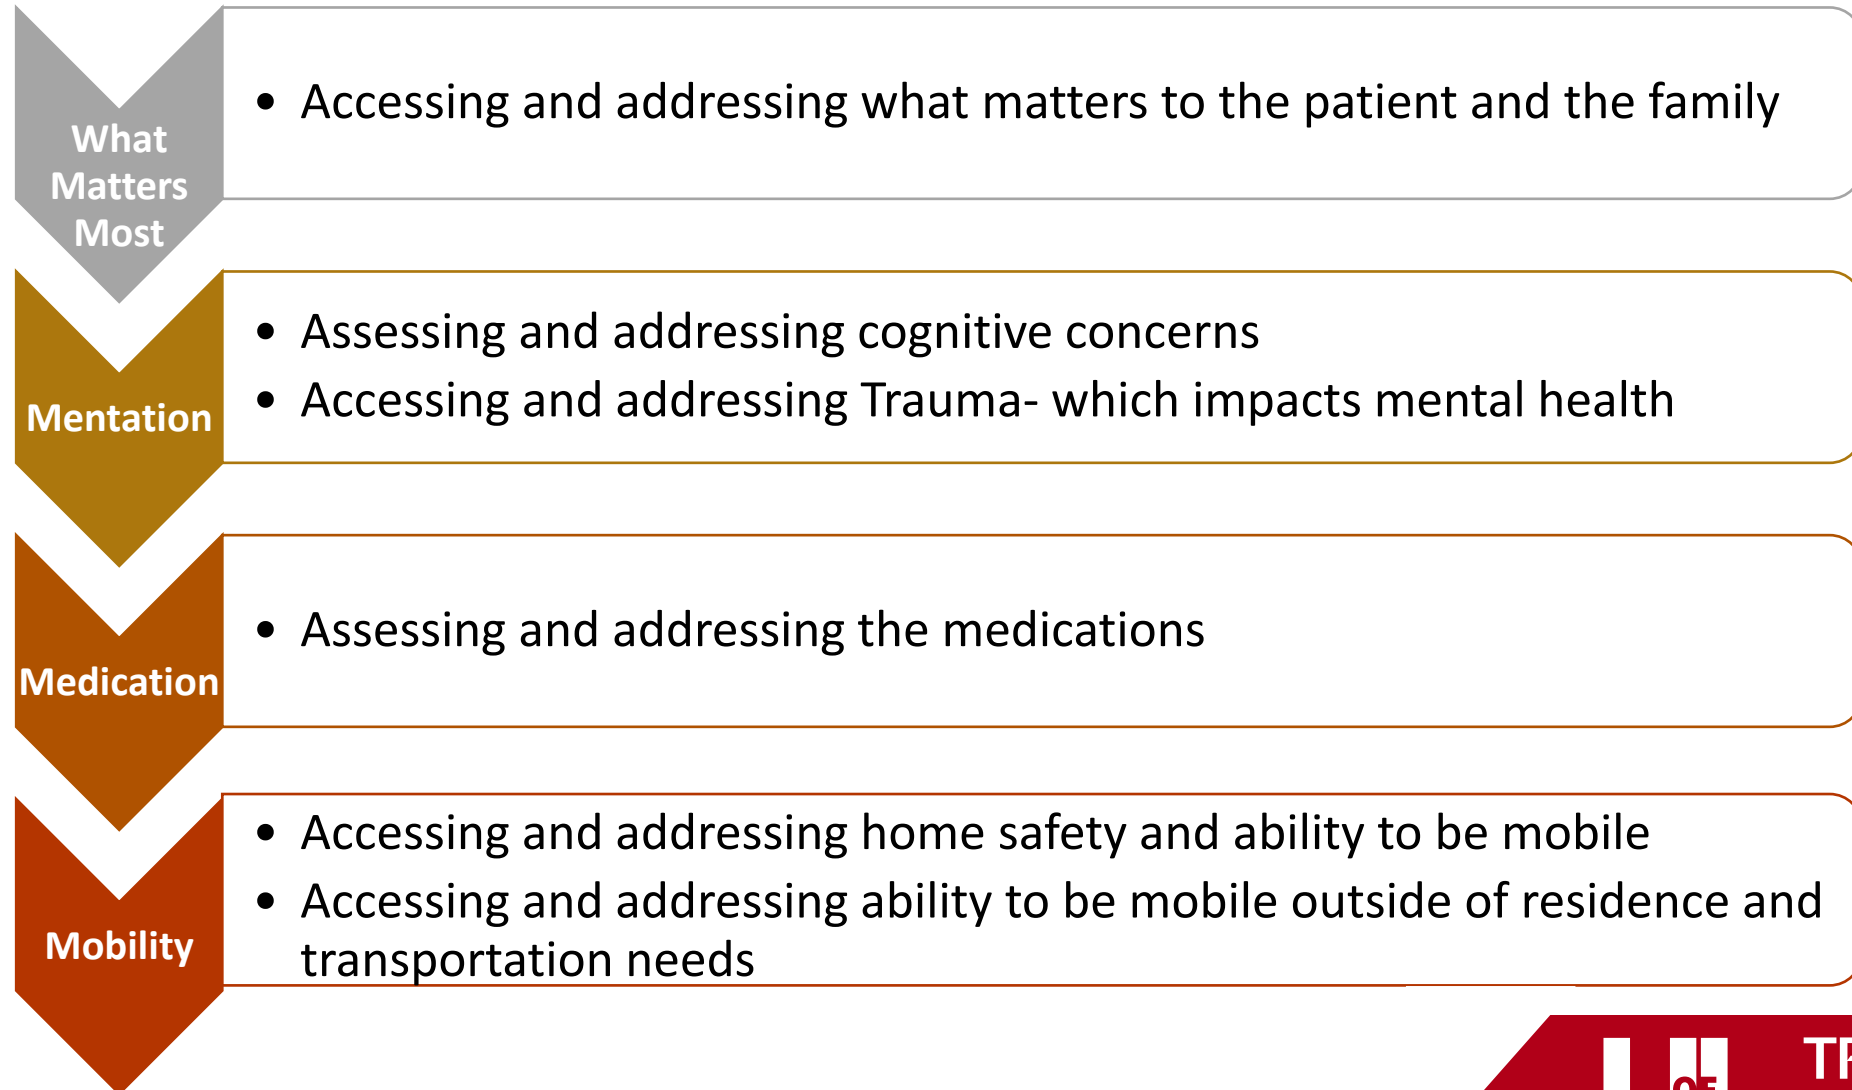 What
Matters
Most
• Accessing and addressing what matters to the patient and the family
Mentation
• Assessing and addressing cognitive concerns
• Accessing and addressing Trauma- which impacts mental health
Medication
• Assessing and addressing the medications
Mobility
• Accessing and addressing home safety and ability to be mobile
• Accessing and addressing ability to be mobile outside of residence and
transportation needs